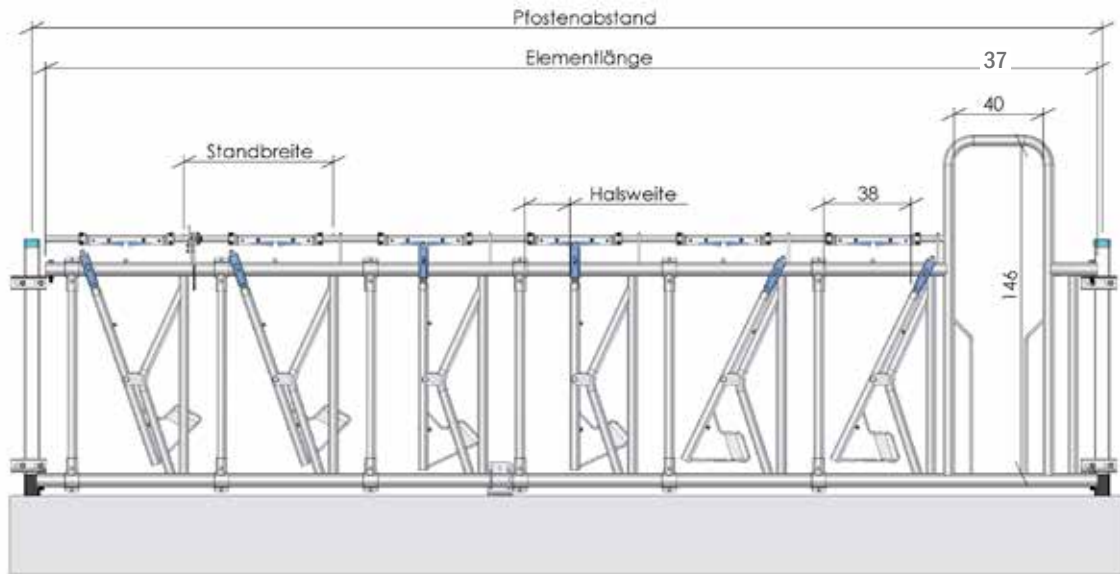 Pfostenabstand
Elementlänge 37
40
Standbreite
Halsweite 38
146